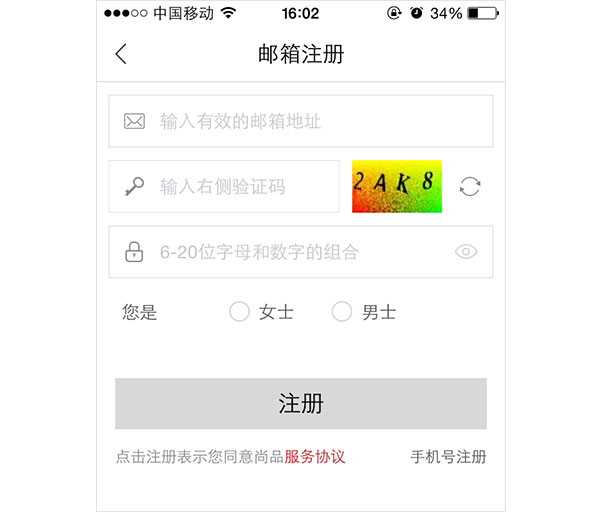 中国移动 16:02 34%
邮箱注册
输入有效的邮箱地址
输入右侧验证码 2AK8
6-20位字母和数字的组合
您是 女士 男士
注册
点击注册表示您同意尚品服务协议 手机号注册